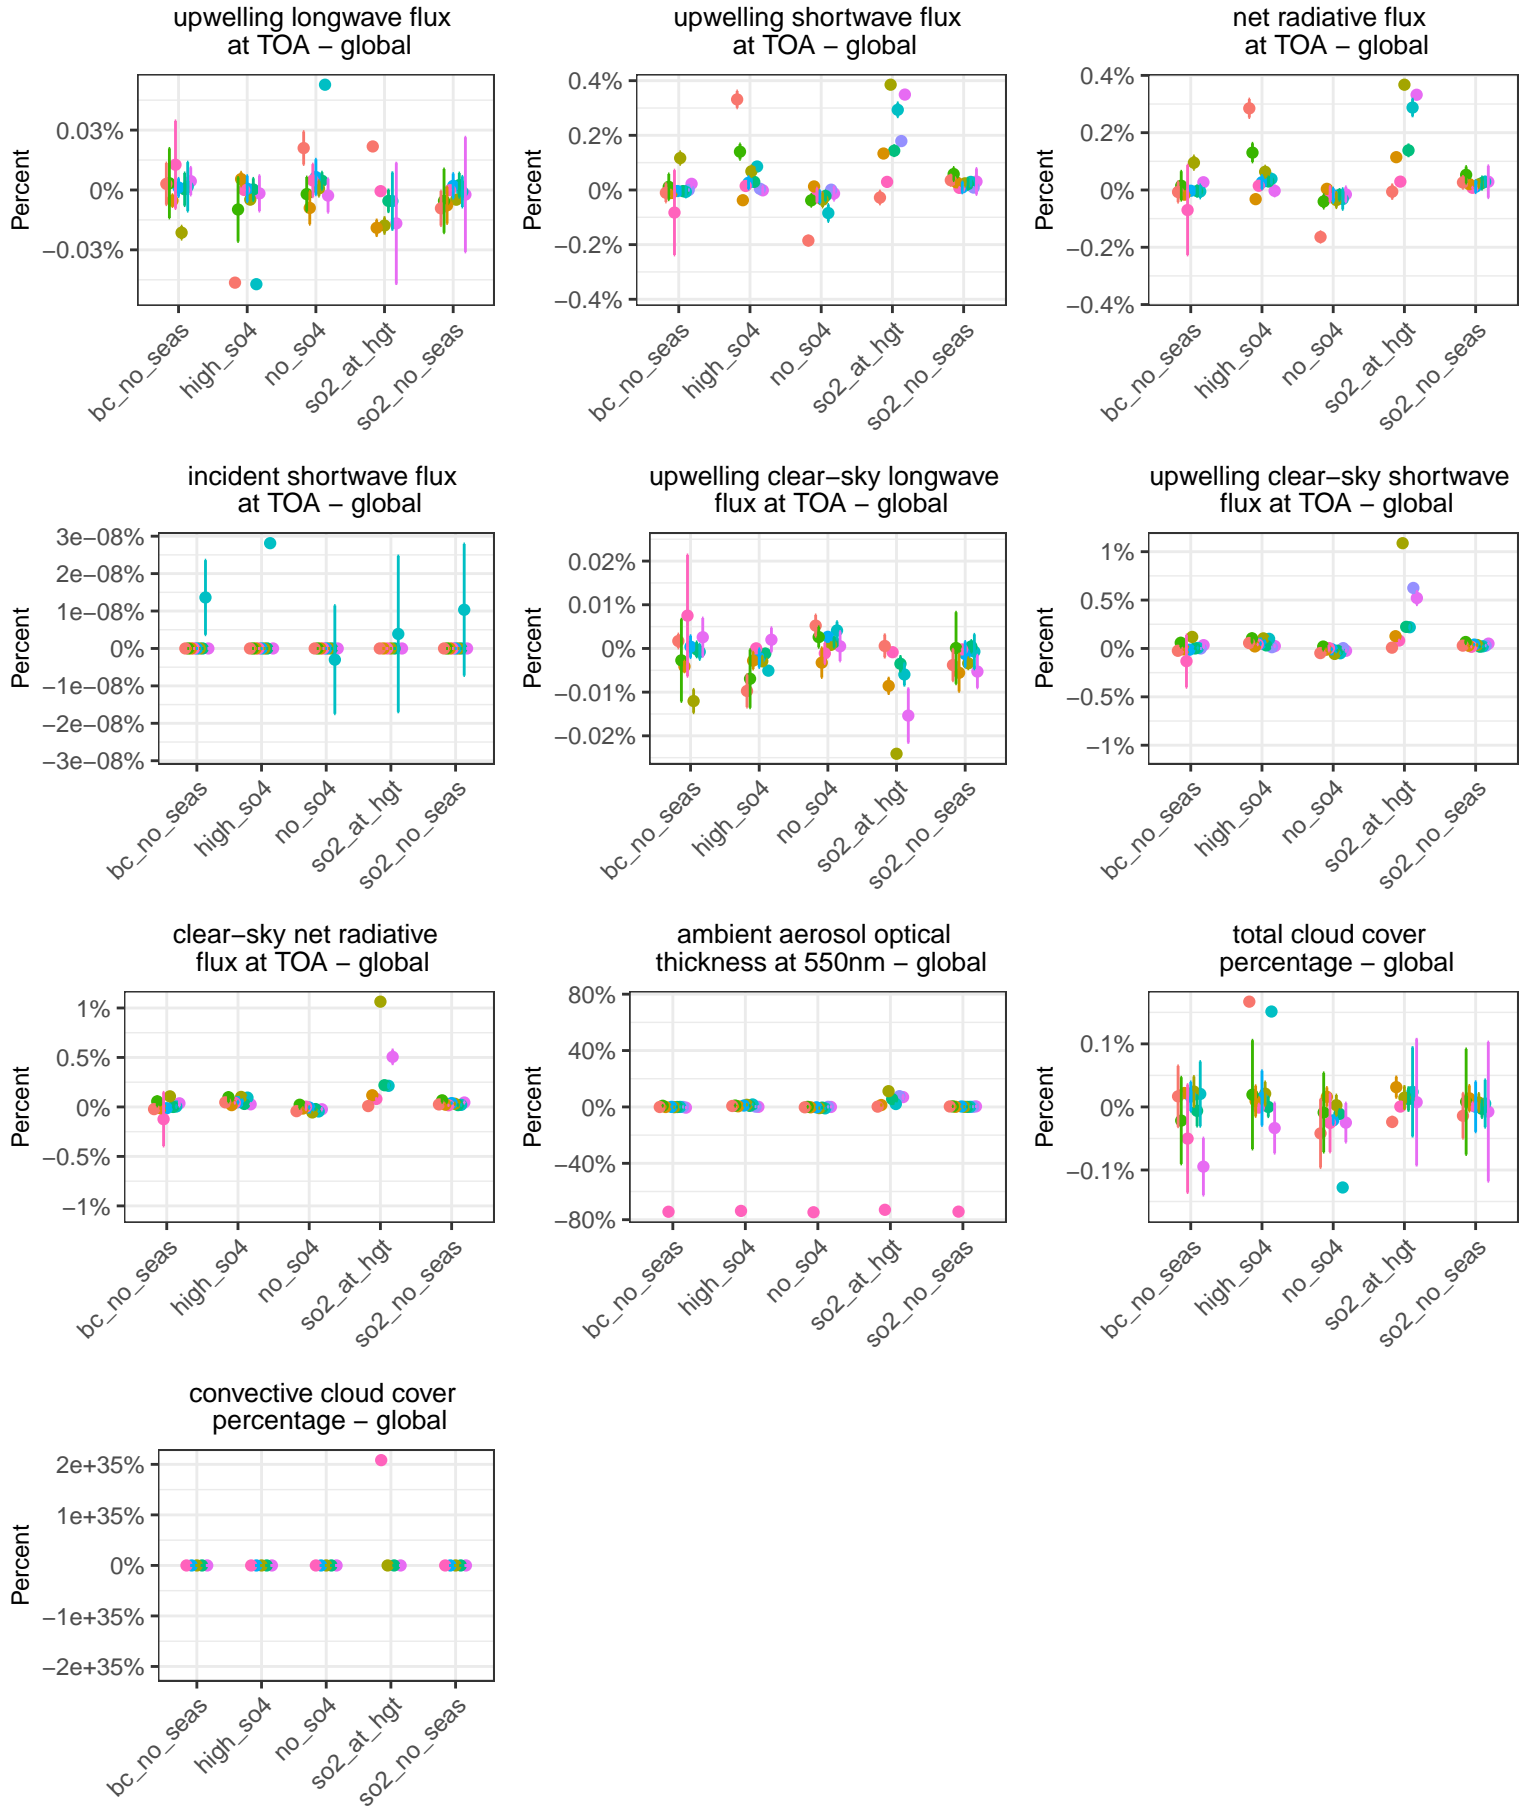 upwelling longwave flux
at TOA − global
Percent
0.03%
0%
−0.03%
bc_no_seas
high_so4
no_so4
so2_at_hgt
so2_no_seas
upwelling shortwave flux
at TOA − global
Percent
0.4%
0.2%
0%
−0.2%
−0.4%
bc_no_seas
high_so4
no_so4
so2_at_hgt
so2_no_seas
net radiative flux
at TOA − global
Percent
0.4%
0.2%
0%
−0.2%
−0.4%
bc_no_seas
high_so4
no_so4
so2_at_hgt
so2_no_seas
incident shortwave flux
at TOA − global
Percent
3e−08%
2e−08%
1e−08%
0%
−1e−08%
−2e−08%
−3e−08%
bc_no_seas
high_so4
no_so4
so2_at_hgt
so2_no_seas
upwelling clear−sky longwave
flux at TOA − global
Percent
0.02%
0.01%
0%
−0.01%
−0.02%
bc_no_seas
high_so4
no_so4
so2_at_hgt
so2_no_seas
upwelling clear−sky shortwave
flux at TOA − global
Percent
1%
0.5%
0%
−0.5%
−1%
bc_no_seas
high_so4
no_so4
so2_at_hgt
so2_no_seas
clear−sky net radiative
flux at TOA − global
Percent
1%
0.5%
0%
−0.5%
−1%
bc_no_seas
high_so4
no_so4
so2_at_hgt
so2_no_seas
ambient aerosol optical
thickness at 550nm − global
Percent
80%
40%
0%
−40%
−80%
bc_no_seas
high_so4
no_so4
so2_at_hgt
so2_no_seas
total cloud cover
percentage − global
Percent
0.1%
0%
−0.1%
bc_no_seas
high_so4
no_so4
so2_at_hgt
so2_no_seas
convective cloud cover
percentage − global
Percent
2e+35%
1e+35%
0%
−1e+35%
−2e+35%
bc_no_seas
high_so4
no_so4
so2_at_hgt
so2_no_seas